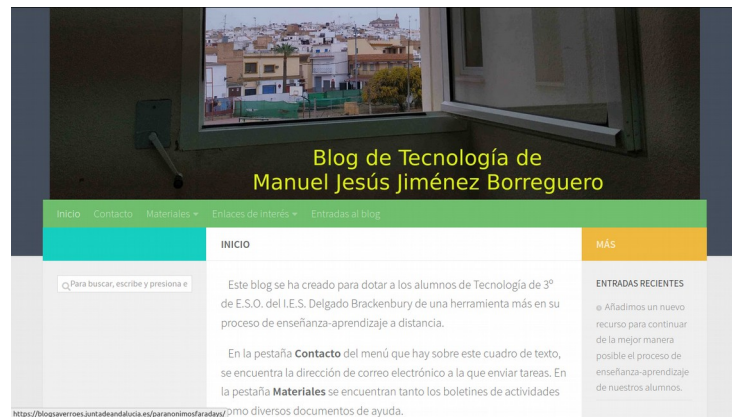 Blog de Tecnología de
Manuel Jesús Jiménez Borreguero
Inicio Contacto Materiales Enlaces de interés Entradas al blog
INICIO
MÁS
Para buscar, escribe y presiona e
Este blog se ha creado para dotar a los alumnos de Tecnología de 3º
de E.S.O. del I.E.S. Delgado Brackenbury de una herramienta más en su
proceso de enseñanza-aprendizaje a distancia.
En la pestaña Contacto del menú que hay sobre este cuadro de texto,
se encuentra la dirección de correo electrónico a la que enviar tareas. En
la pestaña Materiales se encuentran tanto los boletines de actividades
como diversos documentos de ayuda.
ENTRADAS RECIENTES
Añadimos un nuevo
recurso para continuar
de la mejor manera
posible el proceso de
enseñanza-aprendizaje
de nuestros alumnos.
https://blogsaverroes.juntadeandalucia.es/paranonimosfaradays/